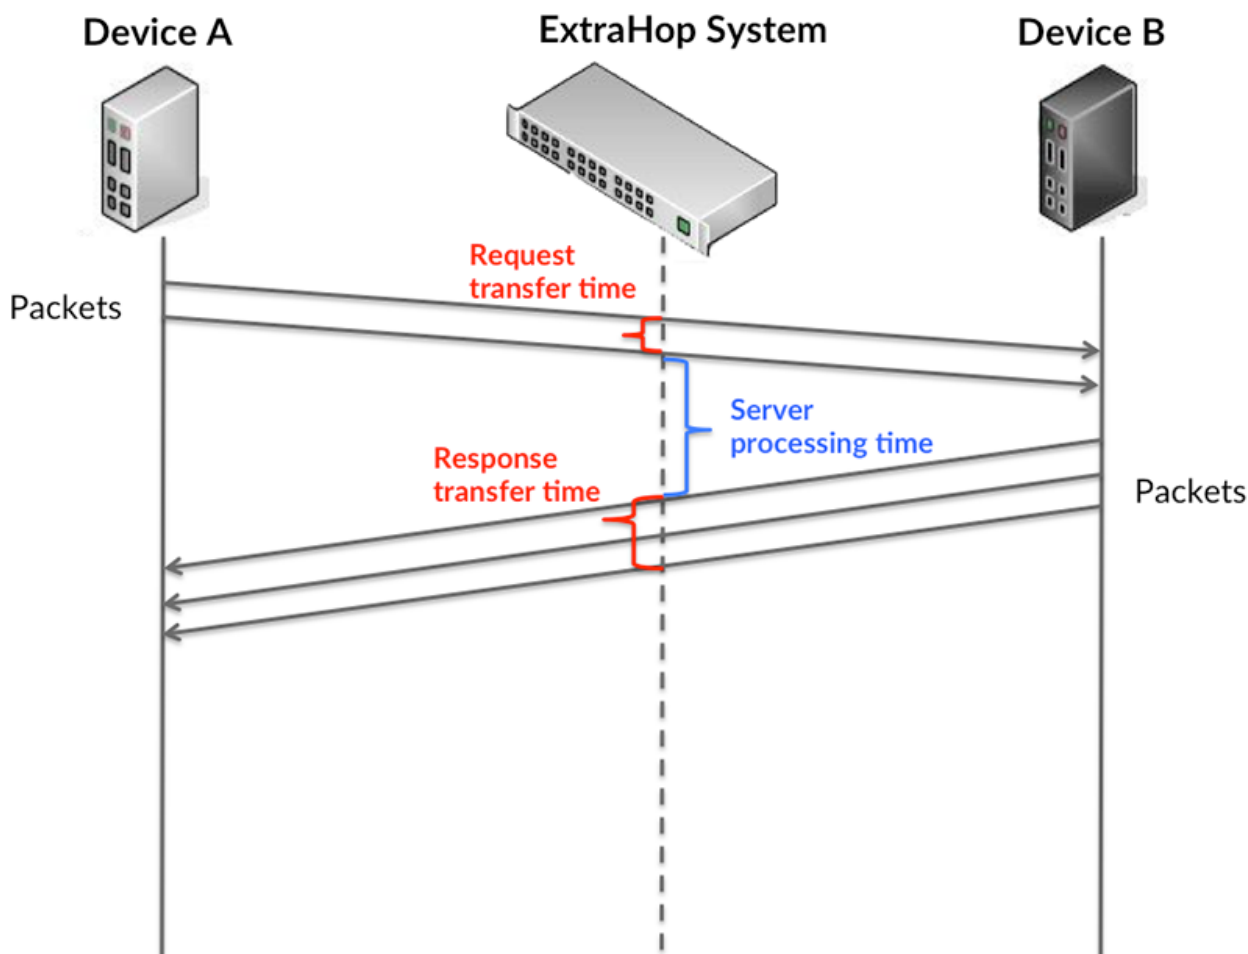 Device A
ExtraHop System
Device B
Request
transfer time
Packets
Server
processing time
Response
transfer time
Packets